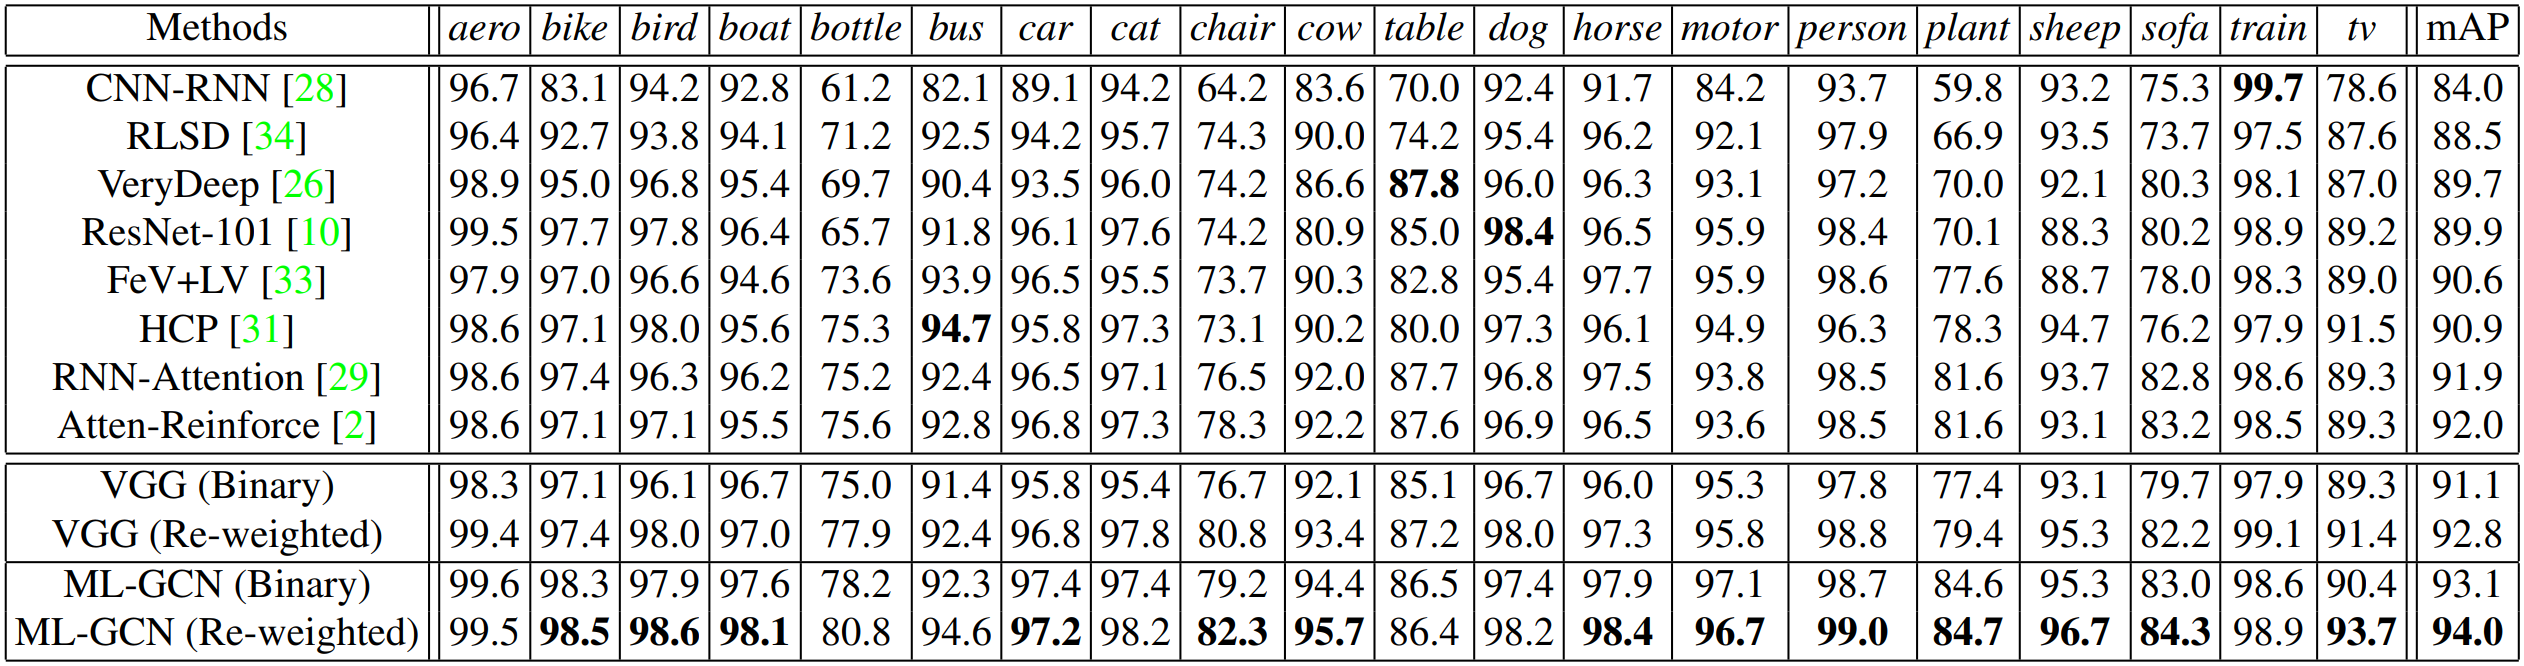 Methods aero bike bird boat bottle bus car cat chair cow table dog horse motor person plant sheep sofa train tv mAP
CNN-RNN [28] 96.7 83.1 94.2 92.8 61.2 82.1 89.1 94.2 64.2 83.6 70.0 92.4 91.7 84.2 93.7 59.8 93.2 75.3 99.7 78.6 84.0
RLSD [34] 96.4 92.7 93.8 94.1 71.2 92.5 94.2 95.7 74.3 90.0 74.2 95.4 96.2 92.1 97.9 66.9 93.5 73.7 97.5 87.6 88.5
VeryDeep [26] 98.9 95.0 96.8 95.4 69.7 90.4 93.5 96.0 74.2 86.6 87.8 96.0 96.3 93.1 97.2 70.0 92.1 80.3 98.1 87.0 89.7
ResNet-101 [10] 99.5 97.7 97.8 96.4 65.7 91.8 96.1 97.6 74.2 80.9 85.0 98.4 96.5 95.9 98.4 70.1 88.3 80.2 98.9 89.2 89.9
FeV+LV [33] 97.9 97.0 96.6 94.6 73.6 93.9 96.5 95.5 73.7 90.3 82.8 95.4 97.7 95.9 98.6 77.6 88.7 78.0 98.3 89.0 90.6
HCP [31] 98.6 97.1 98.0 95.6 75.3 94.7 95.8 97.3 73.1 90.2 80.0 97.3 96.1 94.9 96.3 78.3 94.7 76.2 97.9 91.5 90.9
RNN-Attention [29] 98.6 97.4 96.3 96.2 75.2 92.4 96.5 97.1 76.5 92.0 87.7 96.8 97.5 93.8 98.5 81.6 93.7 82.8 98.6 89.3 91.9
Atten-Reinforce [2] 98.6 97.1 97.1 95.5 75.6 92.8 96.8 97.3 78.3 92.2 87.6 96.9 96.5 93.6 98.5 81.6 93.1 83.2 98.5 89.3 92.0
VGG (Binary) 98.3 97.1 96.1 96.7 75.0 91.4 95.8 95.4 76.7 92.1 85.1 96.7 96.0 95.3 97.8 77.4 93.1 79.7 97.9 89.3 91.1
VGG (Re-weighted) 99.4 97.4 98.0 97.0 77.9 92.4 96.8 97.8 80.8 93.4 87.2 98.0 97.3 95.8 98.8 79.4 95.3 82.2 99.1 91.4 92.8
ML-GCN (Binary) 99.6 98.3 97.9 97.6 78.2 92.3 97.4 97.4 79.2 94.4 86.5 97.4 97.9 97.1 98.7 84.6 95.3 83.0 98.6 90.4 93.1
ML-GCN (Re-weighted) 99.5 98.5 98.6 98.1 80.8 94.6 97.2 98.2 82.3 95.7 86.4 98.2 98.4 96.7 99.0 84.7 96.7 84.3 98.9 93.7 94.0